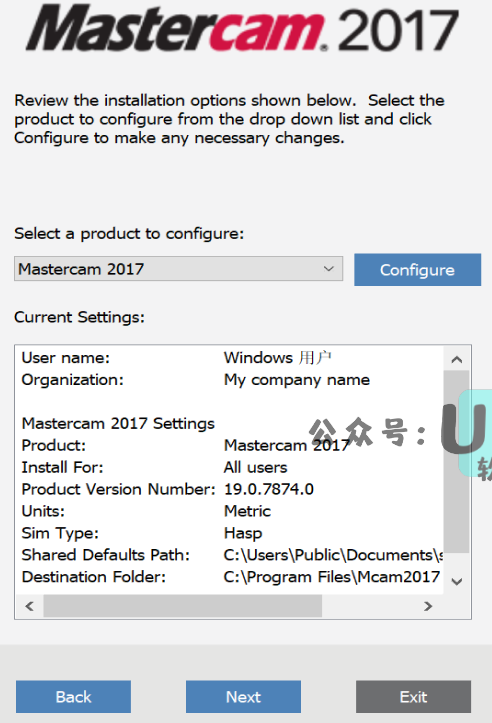 Mastercam. 2017
Review the installation options shown below. Select the
product to configure from the drop down list and click
Configure to make any necessary changes.
Select a product to configure:
Mastercam 2017
Configure
Current Settings:
User name: Windows 用户
Organization: My company name
Mastercam 2017 Settings
公众号: U
Product: Mastercam 2017
Install For: All users
软
Product Version Number: 19.0.7874.0
Units: Metric
Sim Type: Hasp
Shared Defaults Path: C:\Users\Public\Documents\s
Destination Folder: C:\Program Files\Mcam2017
Back
Next
Exit